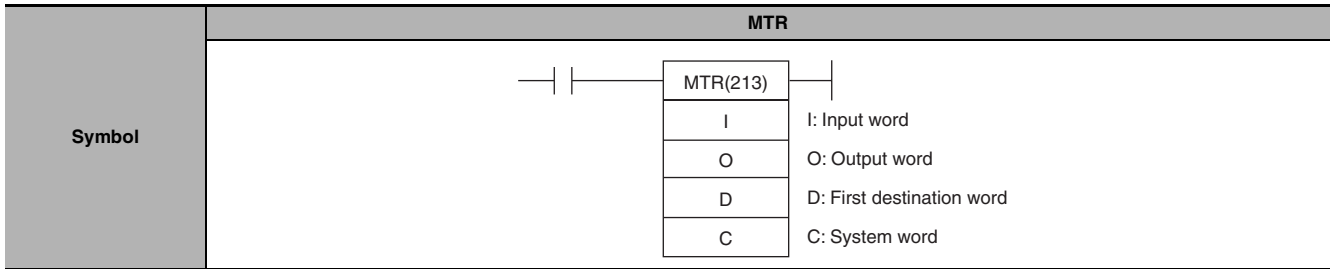 MTR
Symbol
MTR(213)
I
I: Input word
O
O: Output word
D
D: First destination word
C
C: System word